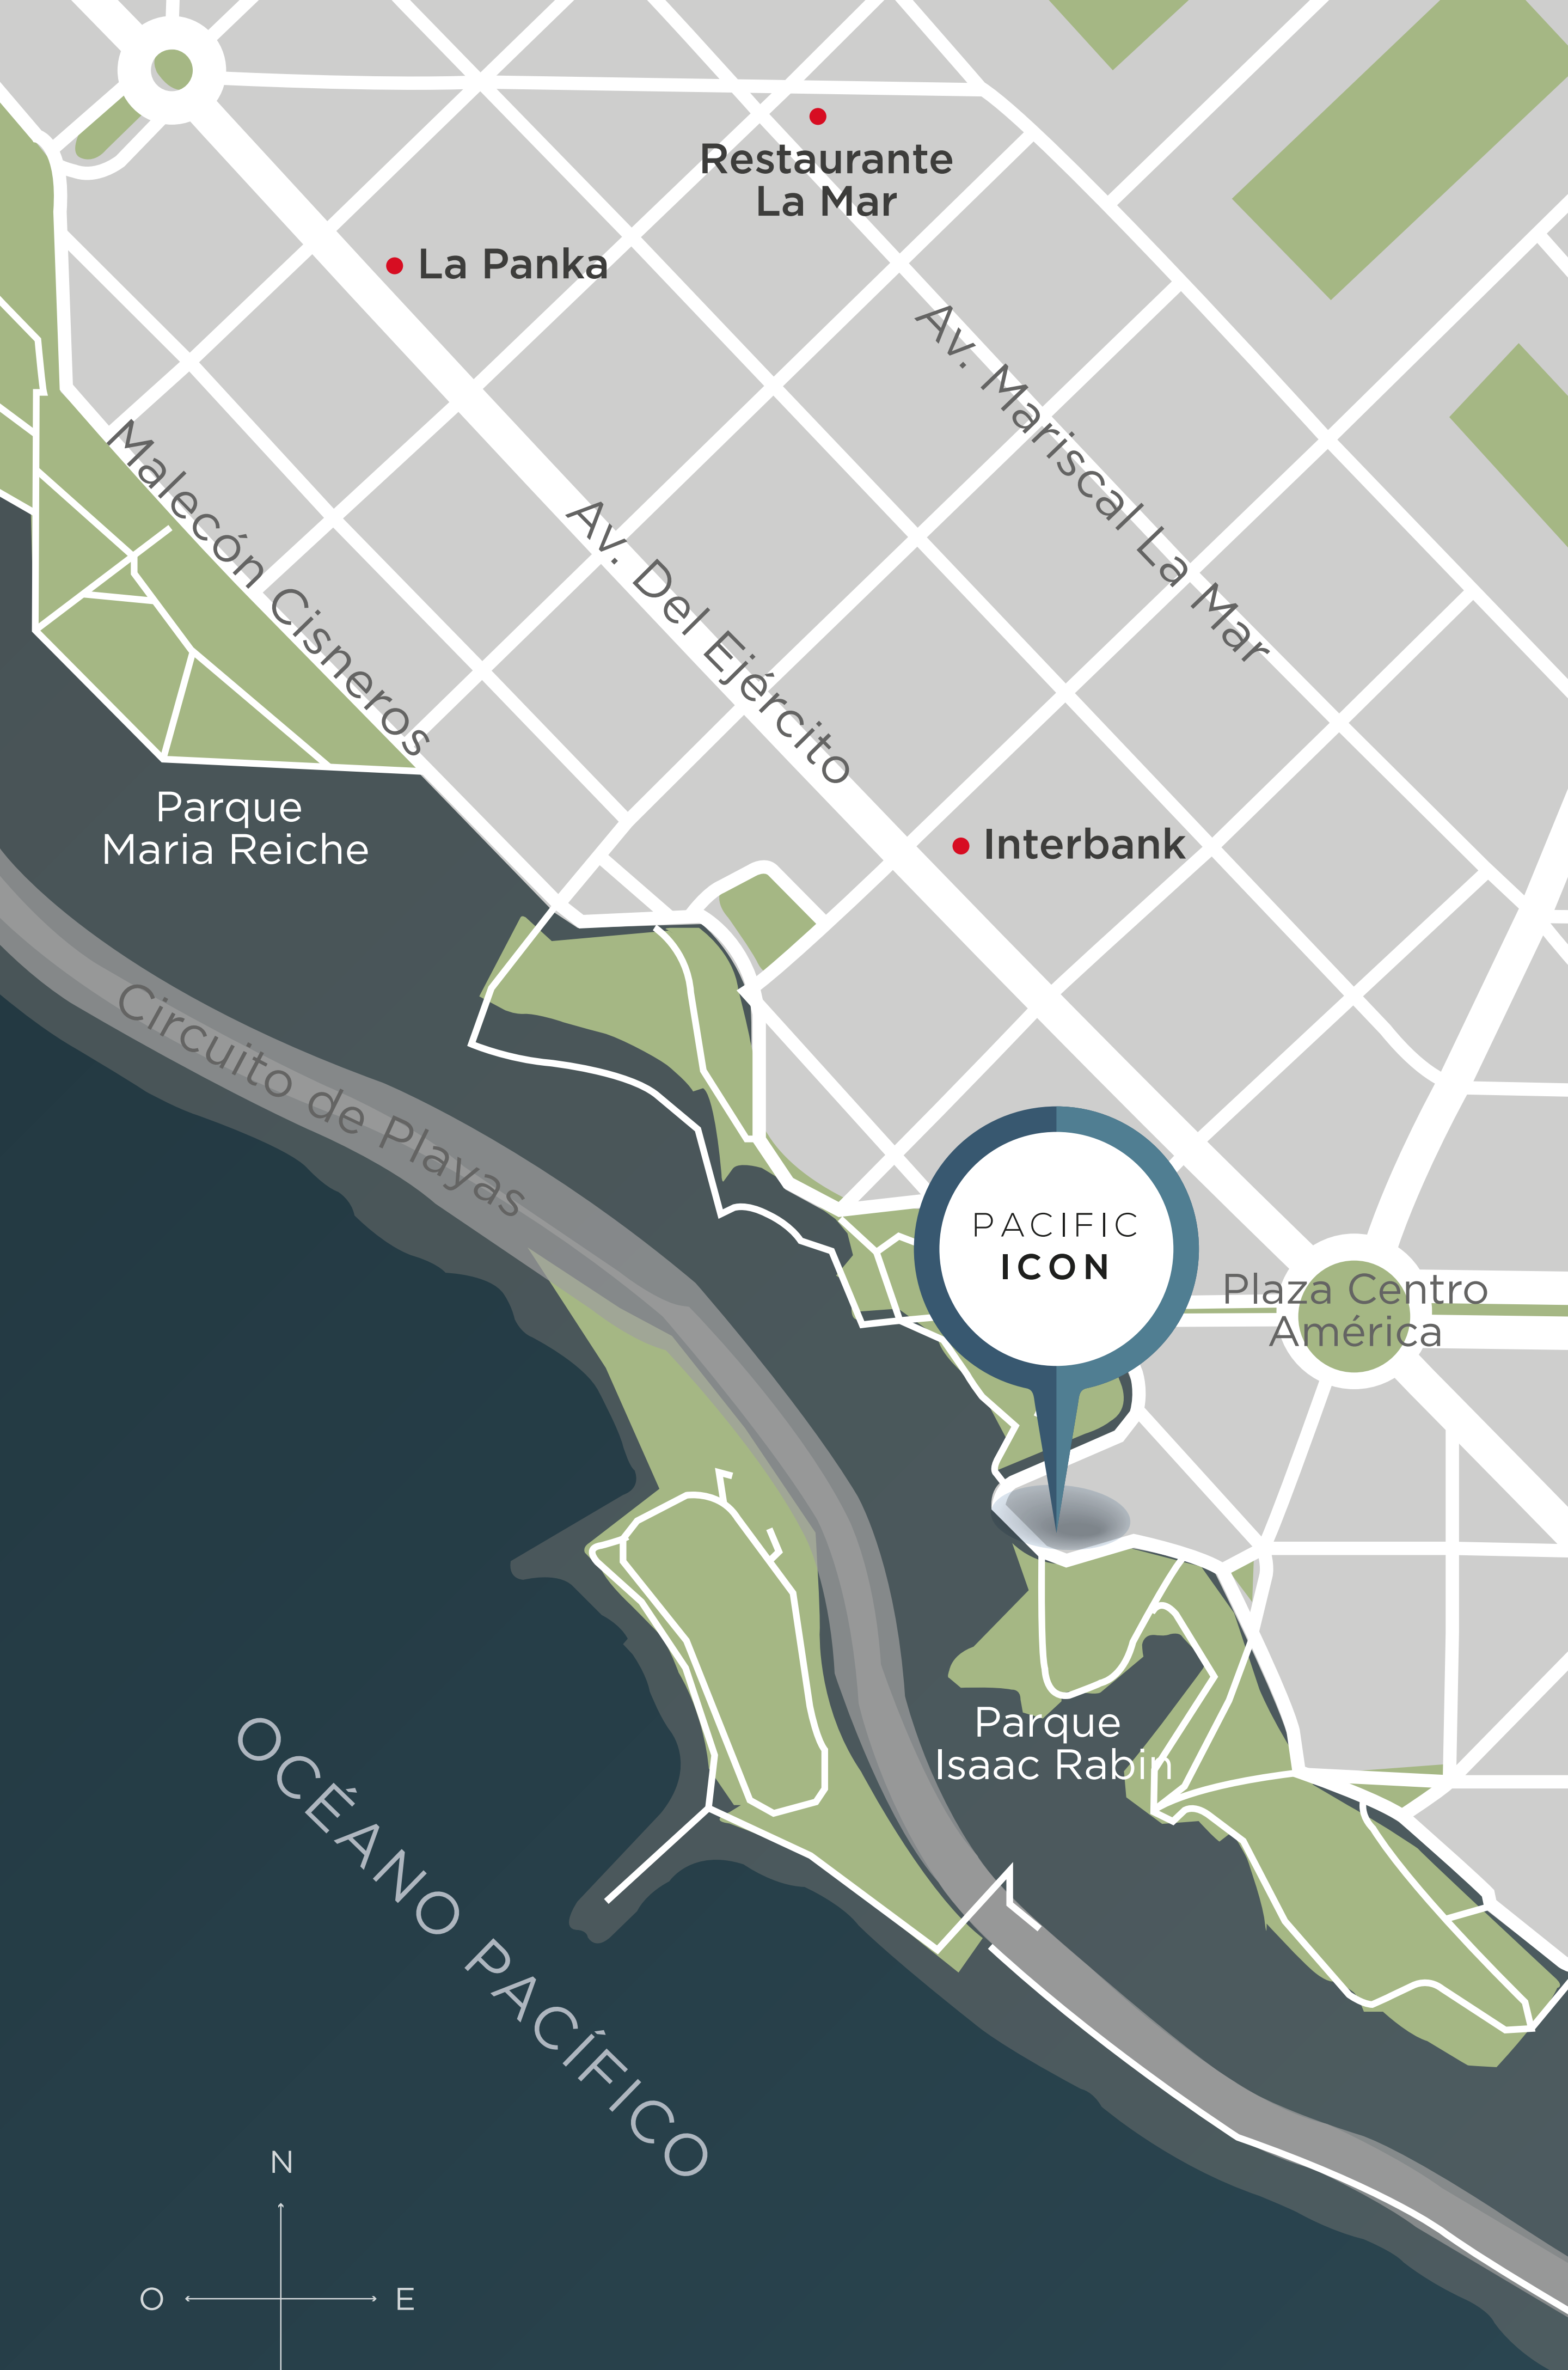 Restaurante
La Mar
La Panka
Av. Mariscal La Mar
Malecón Cisneros
Av. Del Ejército
Parque
Maria Reiche
Interbank
Circuito de Playas
PACIFIC
ICON
Plaza Centro
América
Parque
Isaac Rabin
OCÉANO PACÍFICO
N
O
E